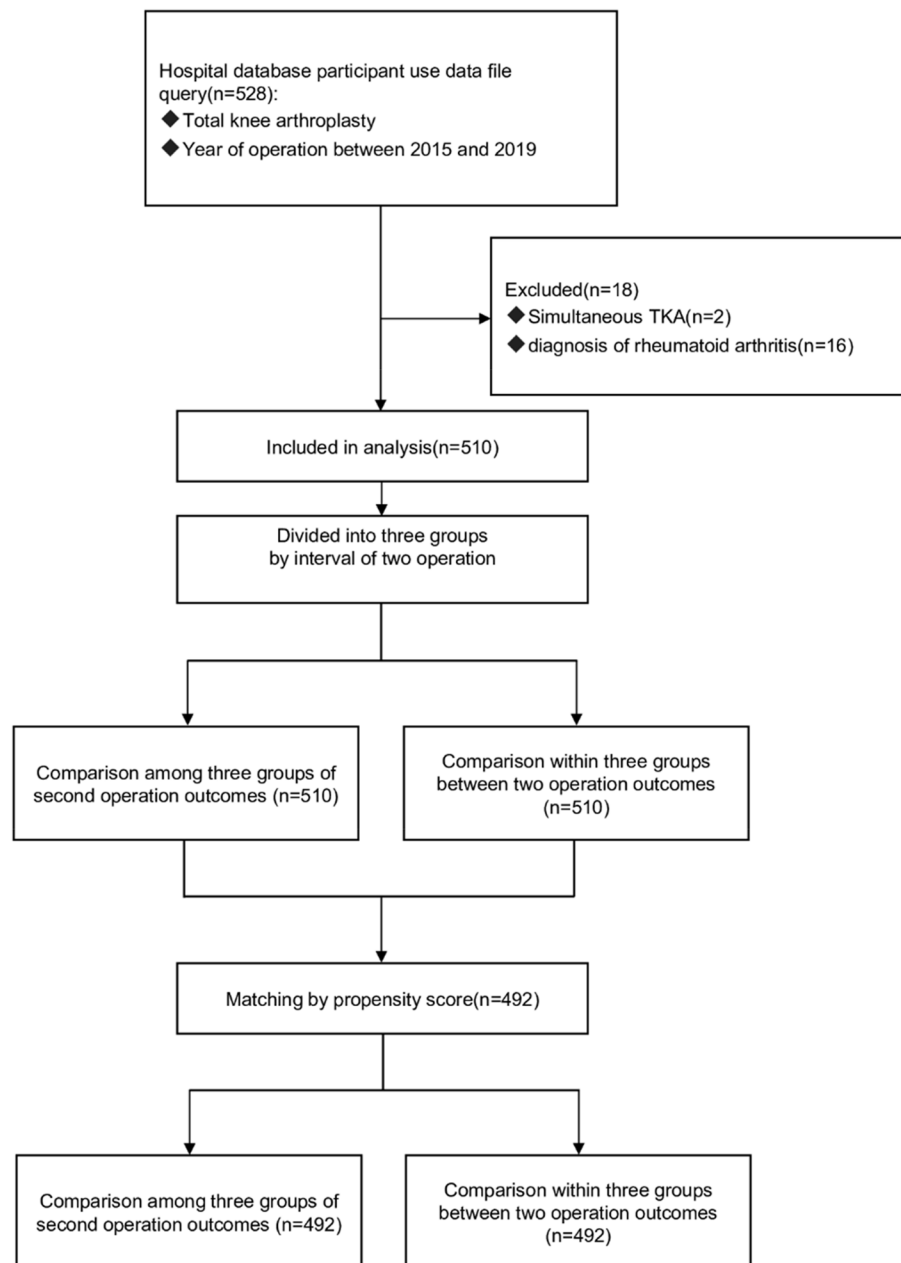 Hospital database participant use data file
query(n=528):
◆Total knee arthroplasty
◆Year of operation between 2015 and 2019
Excluded(n=18)
◆Simultaneous TKA(n=2)
◆diagnosis of rheumatoid arthritis(n=16)
Included in analysis(n=510)
Divided into three groups
by interval of two operation
Comparison among three groups of
second operation outcomes (n=510)
Comparison within three groups
between two operation outcomes
(n=510)
Matching by propensity score(n=492)
Comparison among three groups of
second operation outcomes (n=492)
Comparison within three groups
between two operation outcomes
(n=492)